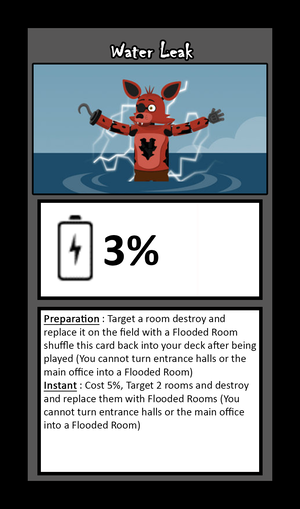 Water Leak
3%
Preparation : Target a room destroy and
replace it on the field with a Flooded Room
shuffle this card back into your deck after being
played (You cannot turn entrance halls or the
main office into a Flooded Room)
Instant : Cost 5%, Target 2 rooms and destroy
and replace them with Flooded Rooms (You
cannot turn entrance halls or the main office
into a Flooded Room)